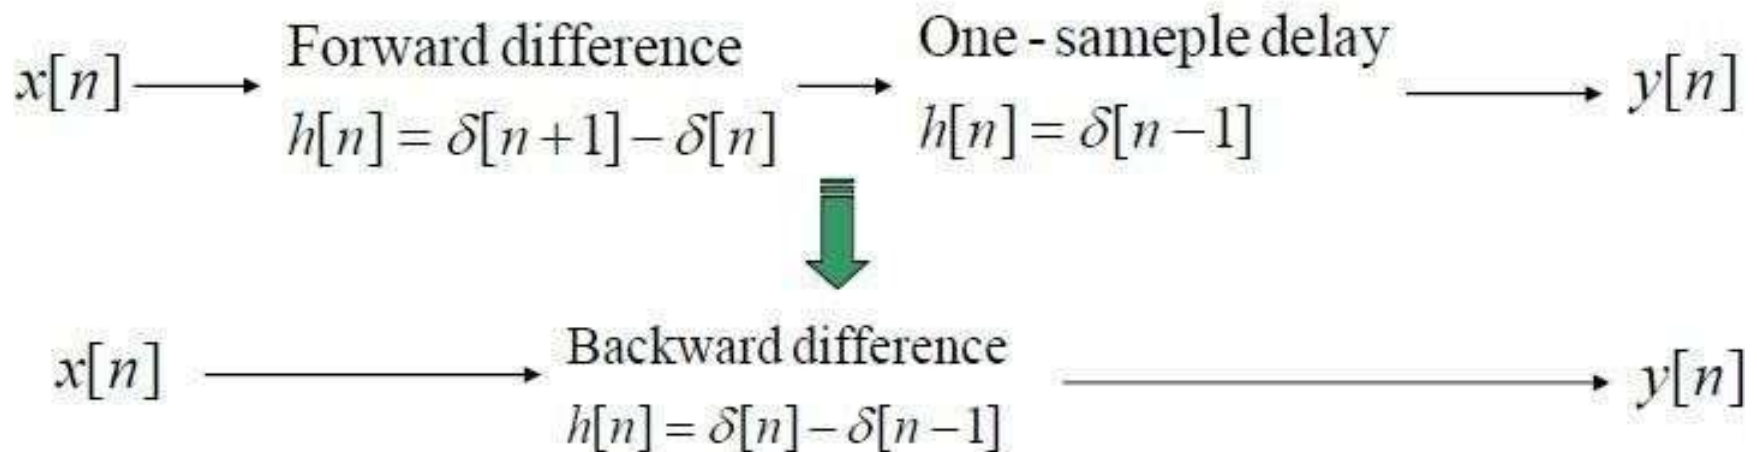 x[n]
Forward difference
h[n] = δ[n+1] − δ[n]
One - sameple delay
h[n] = δ[n−1]
y[n]
x[n]
Backward difference
h[n] = δ[n] − δ[n−1]
y[n]